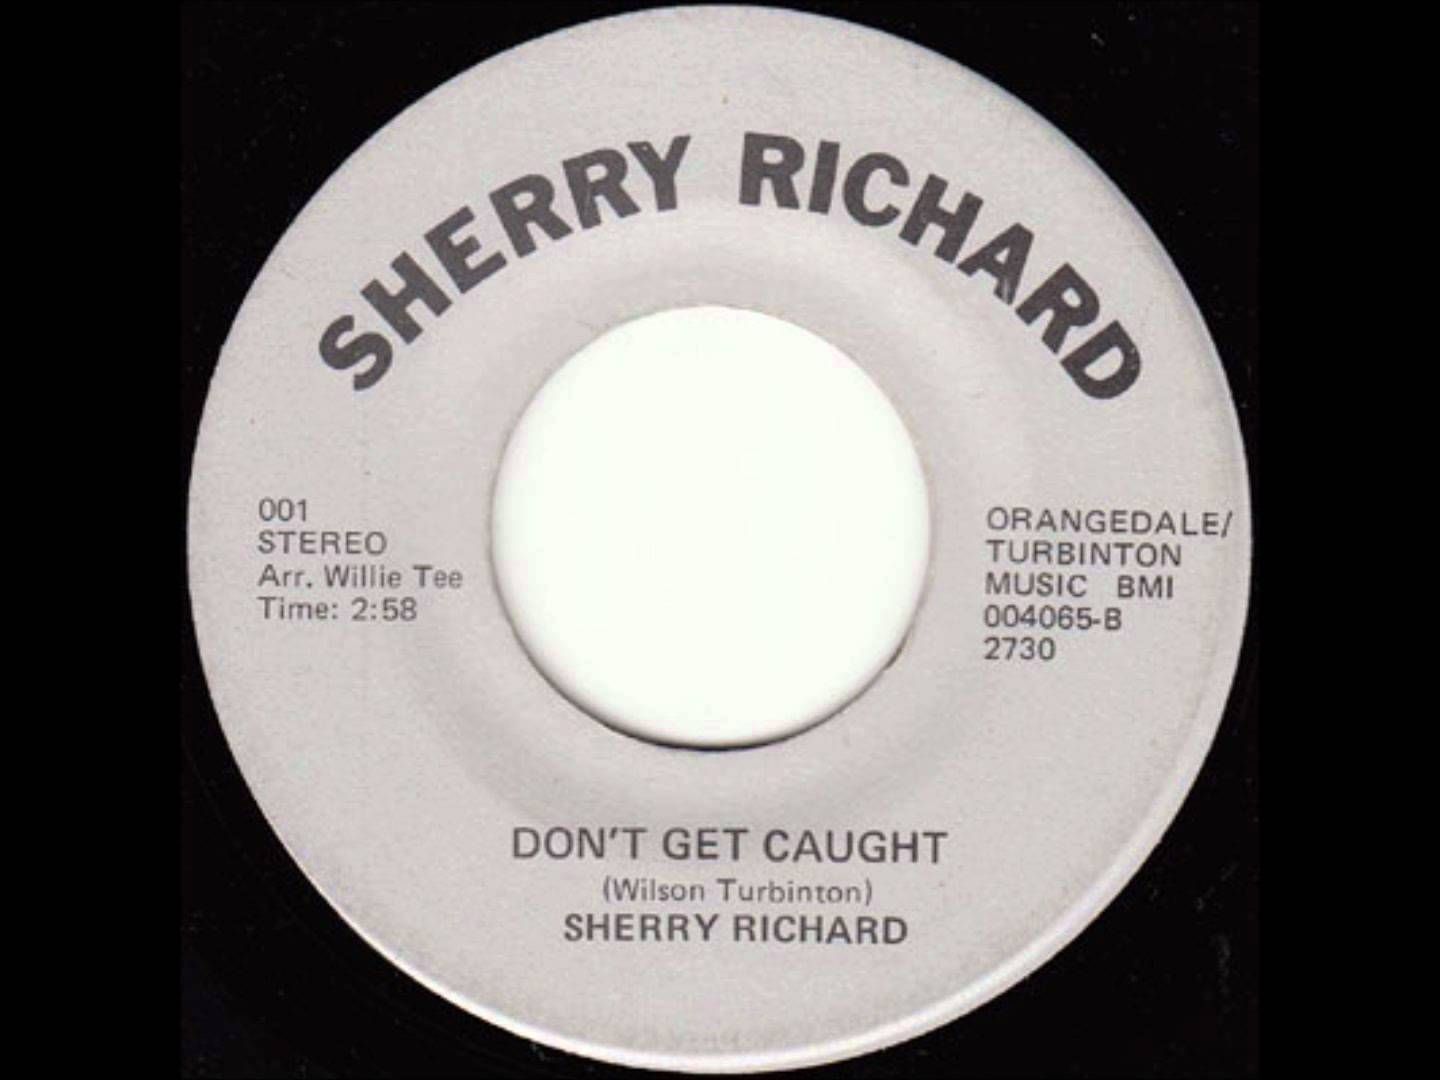 SHERRY RICHARD
001
STEREO
Arr. Willie Tee
Time: 2:58
ORANGEDALE/
TURBINTON
MUSIC BMI
004065-B
2730
DON'T GET CAUGHT
(Wilson Turbinton)
SHERRY RICHARD